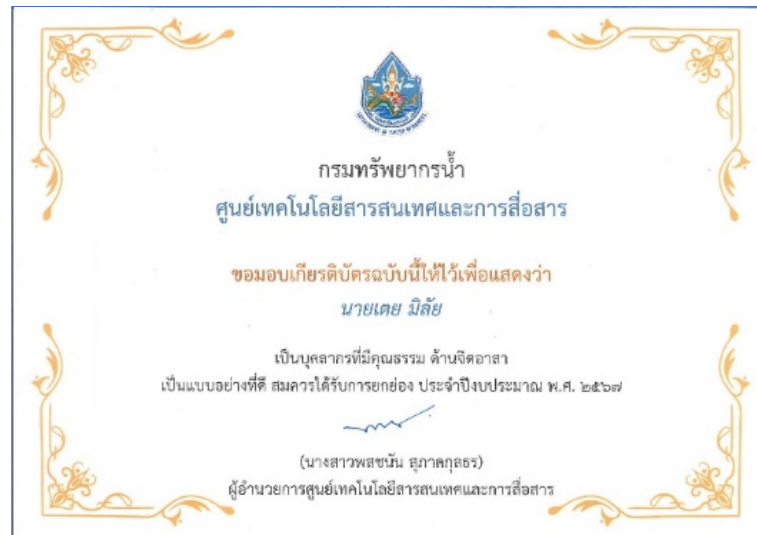 กรมทรัพยากรน้ำ
ศูนย์เทคโนโลยีสารสนเทศและการสื่อสาร
ขอมอบเกียรติบัตรฉบับนี้ให้ไว้เพื่อแสดงว่า
นายเตย มิลัย
เป็นบุคลากรที่มีคุณธรรม ด้านจิตอาสา
เป็นแบบอย่างที่ดี สมควรได้รับการยกย่อง ประจำปีงบประมาณ พ.ศ. ๒๕๖๗
(นางสาวพสชนัน สุภาคกุลธร)
ผู้อำนวยการศูนย์เทคโนโลยีสารสนเทศและการสื่อสาร